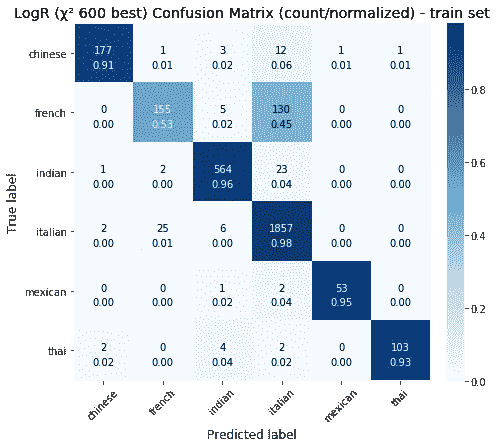 LogR (χ² 600 best) Confusion Matrix (count/normalized) - train set
chinese 177 1 3 12 1 1
0.91 0.01 0.02 0.06 0.01 0.01
french 0 155 5 130 0 0
0.00 0.53 0.02 0.45 0.00 0.00
indian 1 2 564 23 0 0
0.00 0.00 0.96 0.04 0.00 0.00
italian 2 25 6 1857 0 0
0.00 0.01 0.00 0.98 0.00 0.00
mexican 0 0 1 2 53 0
0.00 0.00 0.02 0.04 0.95 0.00
thai 2 0 4 2 0 103
0.02 0.00 0.04 0.02 0.00 0.93
True label
chinese french indian italian mexican thai
Predicted label
0.8
0.6
0.4
0.2
0.0